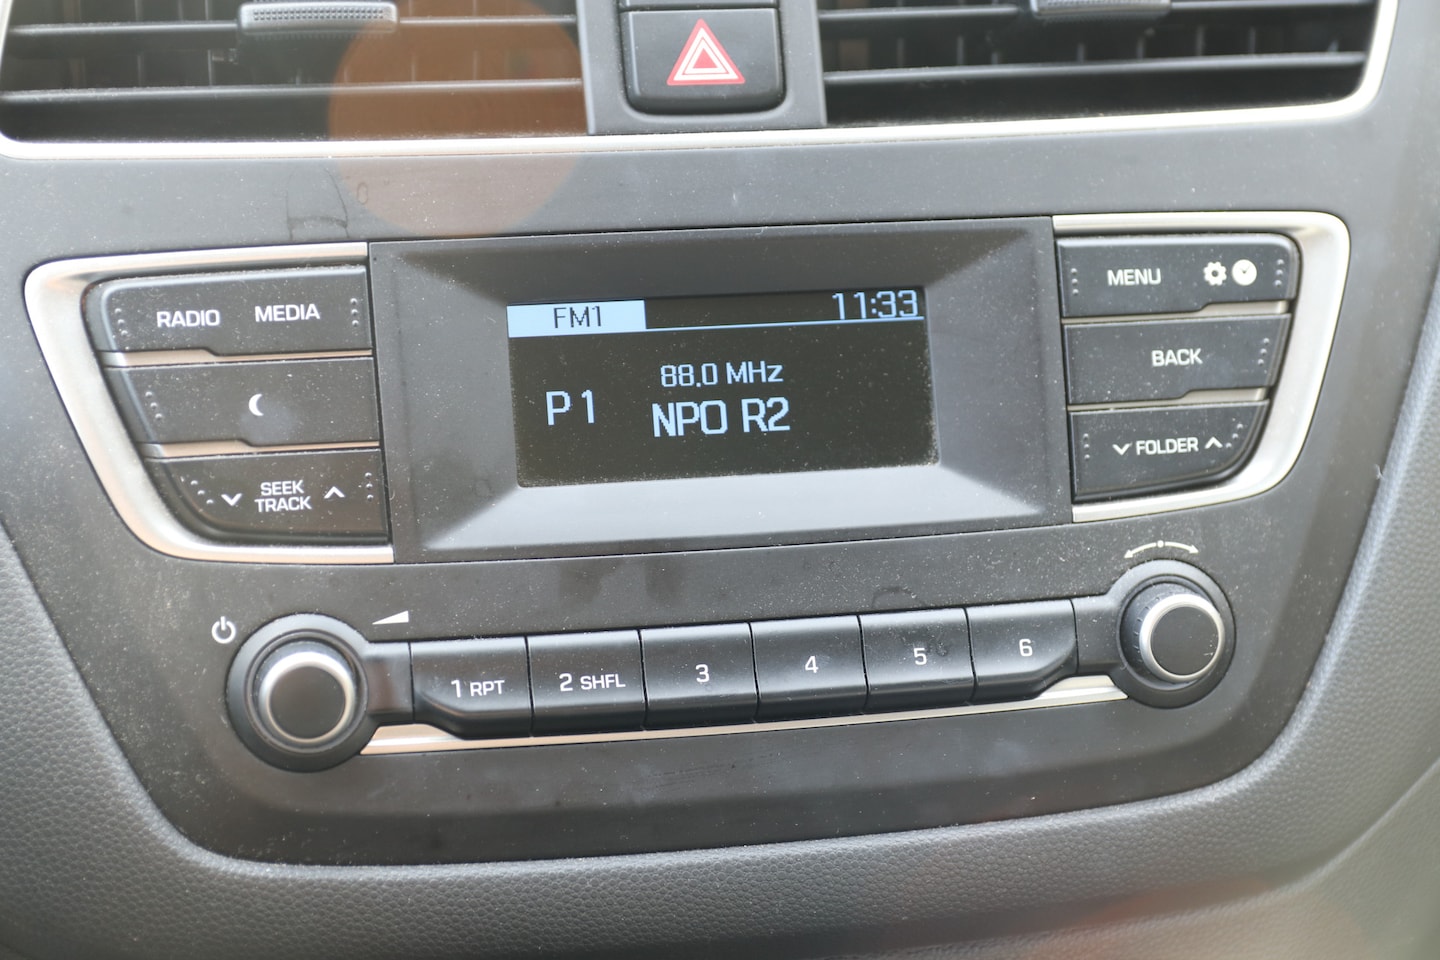 RADIO MEDIA
SEEK
TRACK
FM1 11:33
88.0 MHz
P1 NPO R2
MENU
BACK
FOLDER
1 RPT 2 SHFL 3 4 5 6